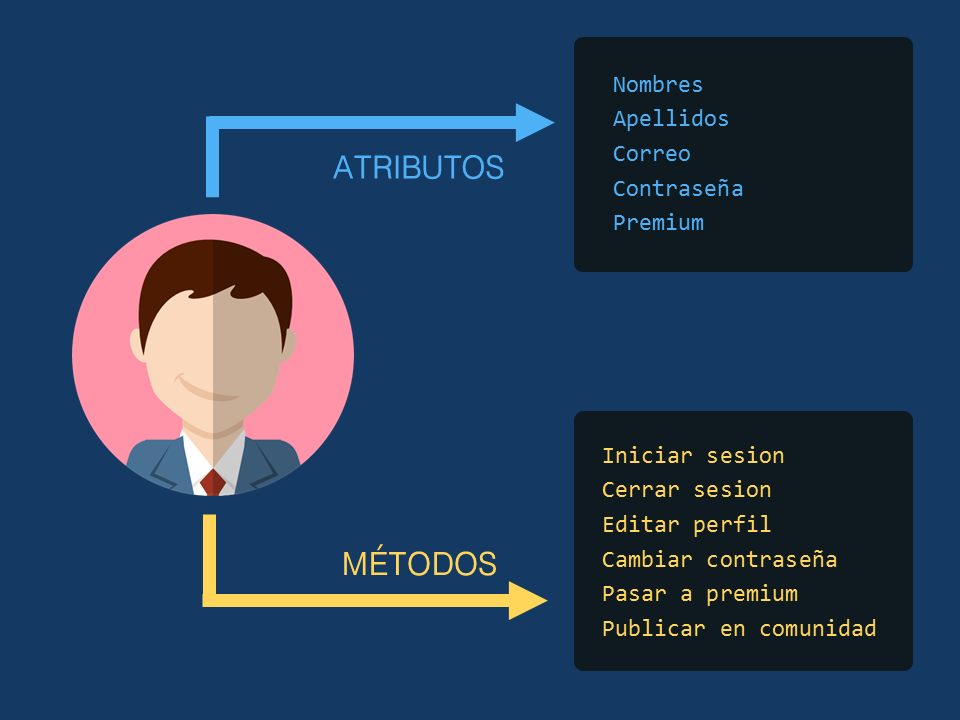 ATRIBUTOS
Nombres
Apellidos
Correo
Contraseña
Premium
MÉTODOS
Iniciar sesion
Cerrar sesion
Editar perfil
Cambiar contraseña
Pasar a premium
Publicar en comunidad